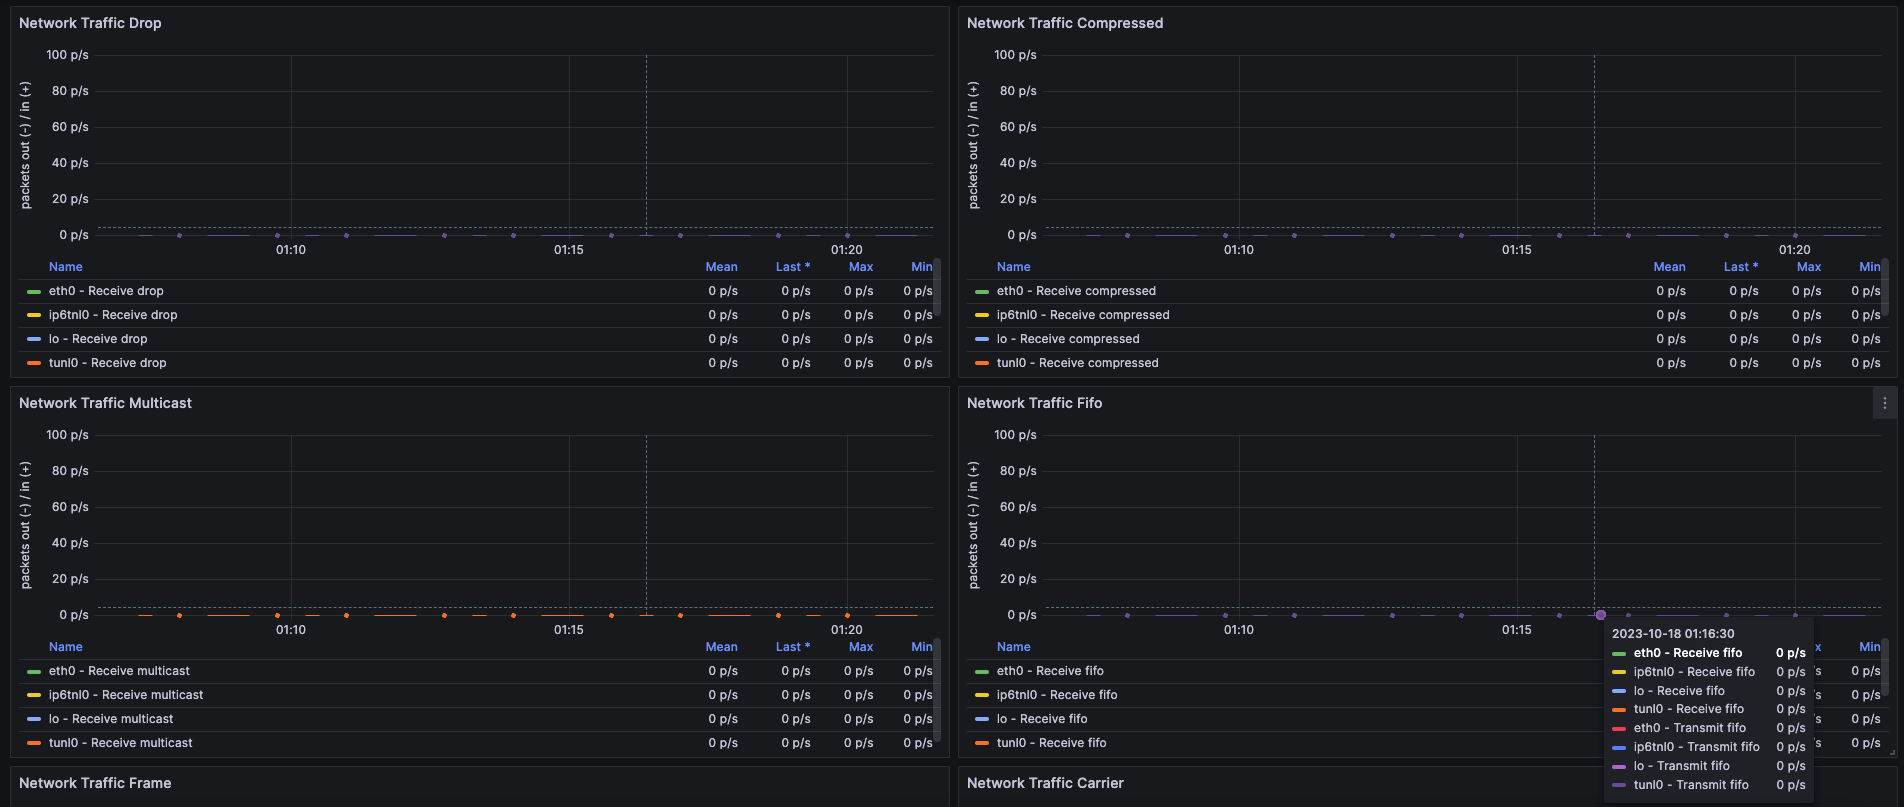 Network Traffic Drop
packets out (-) / in (+)
100 p/s
80 p/s
60 p/s
40 p/s
20 p/s
0 p/s
01:10 01:15 01:20
Name Mean Last * Max Min
eth0 - Receive drop 0 p/s 0 p/s 0 p/s 0 p/s
ip6tnl0 - Receive drop 0 p/s 0 p/s 0 p/s 0 p/s
lo - Receive drop 0 p/s 0 p/s 0 p/s 0 p/s
tunl0 - Receive drop 0 p/s 0 p/s 0 p/s 0 p/s
Network Traffic Compressed
packets out (-) / in (+)
100 p/s
80 p/s
60 p/s
40 p/s
20 p/s
0 p/s
01:10 01:15 01:20
Name Mean Last * Max Min
eth0 - Receive compressed 0 p/s 0 p/s 0 p/s 0 p/s
ip6tnl0 - Receive compressed 0 p/s 0 p/s 0 p/s 0 p/s
lo - Receive compressed 0 p/s 0 p/s 0 p/s 0 p/s
tunl0 - Receive compressed 0 p/s 0 p/s 0 p/s 0 p/s
Network Traffic Multicast
packets out (-) / in (+)
100 p/s
80 p/s
60 p/s
40 p/s
20 p/s
0 p/s
01:10 01:15 01:20
Name Mean Last * Max Min
eth0 - Receive multicast 0 p/s 0 p/s 0 p/s 0 p/s
ip6tnl0 - Receive multicast 0 p/s 0 p/s 0 p/s 0 p/s
lo - Receive multicast 0 p/s 0 p/s 0 p/s 0 p/s
tunl0 - Receive multicast 0 p/s 0 p/s 0 p/s 0 p/s
Network Traffic Fifo
packets out (-) / in (+)
100 p/s
80 p/s
60 p/s
40 p/s
20 p/s
0 p/s
01:10 01:15
Name Min
eth0 - Receive fifo 0 p/s
ip6tnl0 - Receive fifo 0 p/s
lo - Receive fifo 0 p/s
tunl0 - Receive fifo 0 p/s
01:20
2023-10-18 01:16:30
eth0 - Receive fifo 0 p/s
ip6tnl0 - Receive fifo 0 p/s
lo - Receive fifo 0 p/s
tunl0 - Receive fifo 0 p/s
eth0 - Transmit fifo 0 p/s
ip6tnl0 - Transmit fifo 0 p/s
lo - Transmit fifo 0 p/s
tunl0 - Transmit fifo 0 p/s
Network Traffic Frame
Network Traffic Carrier